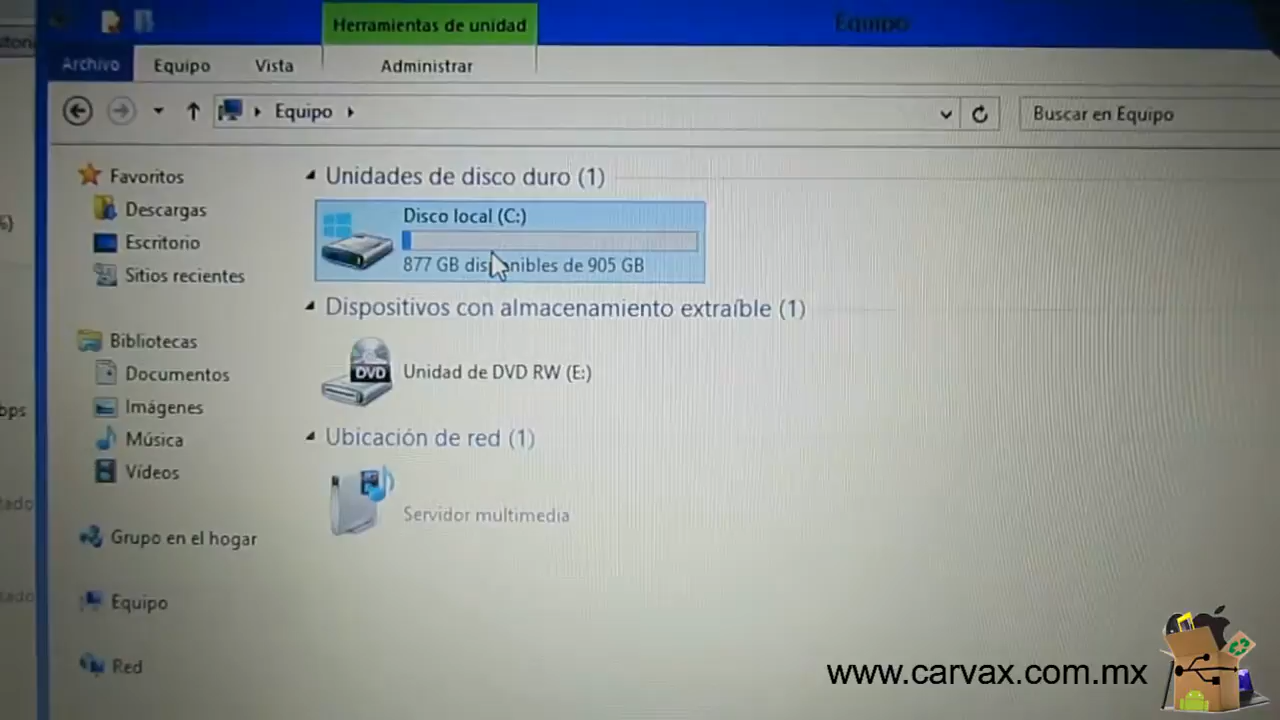 Herramientas de unidad
Equipo
Archivo
Equipo
Vista
Administrar
Equipo
Buscar en Equipo
Favoritos
Descargas
Escritorio
Sitios recientes
Bibliotecas
Documentos
Imágenes
Música
Vídeos
Grupo en el hogar
Equipo
Red
Unidades de disco duro (1)
Disco local (C:)
877 GB disponibles de 905 GB
Dispositivos con almacenamiento extraíble (1)
DVD
Unidad de DVD RW (E:)
Ubicación de red (1)
Servidor multimedia
www.carvax.com.mx